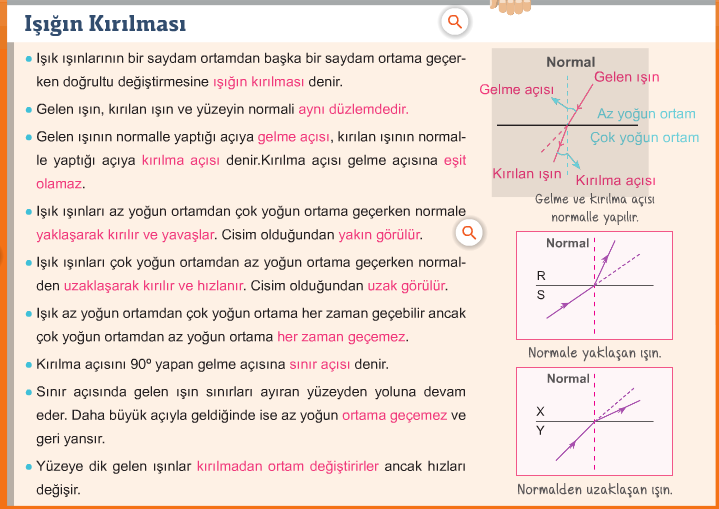 Işığın Kırılması
• Işık ışınlarının bir saydam ortamdan başka bir saydam ortama geçer-
ken doğrultu değiştirmesine ışığın kırılması denir.
• Gelen ışın, kırılan ışın ve yüzeyin normali aynı düzlemdedir.
• Gelen ışının normalle yaptığı açıya gelme açısı, kırılan ışının normal-
le yaptığı açıya kırılma açısı denir.Kırılma açısı gelme açısına eşit
olamaz.
• Işık ışınları az yoğun ortamdan çok yoğun ortama geçerken normale
yaklaşarak kırılır ve yavaşlar. Cisim olduğundan yakın görülür.
• Işık ışınları çok yoğun ortamdan az yoğun ortama geçerken normal-
den uzaklaşarak kırılır ve hızlanır. Cisim olduğundan uzak görülür.
• Işık az yoğun ortamdan çok yoğun ortama her zaman geçebilir ancak
çok yoğun ortamdan az yoğun ortama her zaman geçemez.
• Kırılma açısını 90º yapan gelme açısına sınır açısı denir.
• Sınır açısında gelen ışın sınırları ayıran yüzeyden yoluna devam
eder. Daha büyük açıyla geldiğinde ise az yoğun ortama geçemez ve
geri yansır.
• Yüzeye dik gelen ışınlar kırılmadan ortam değiştirirler ancak hızları
değişir.
Normal
Gelen ışın
Gelme açısı
Az yoğun ortam
Çok yoğun ortam
Kırılan ışın
Kırılma açısı
Gelme ve kırılma açısı
normalle yapılır.
Normal
R
S
Normale yaklaşan ışın.
Normal
X
Y
Normalden uzaklaşan ışın.